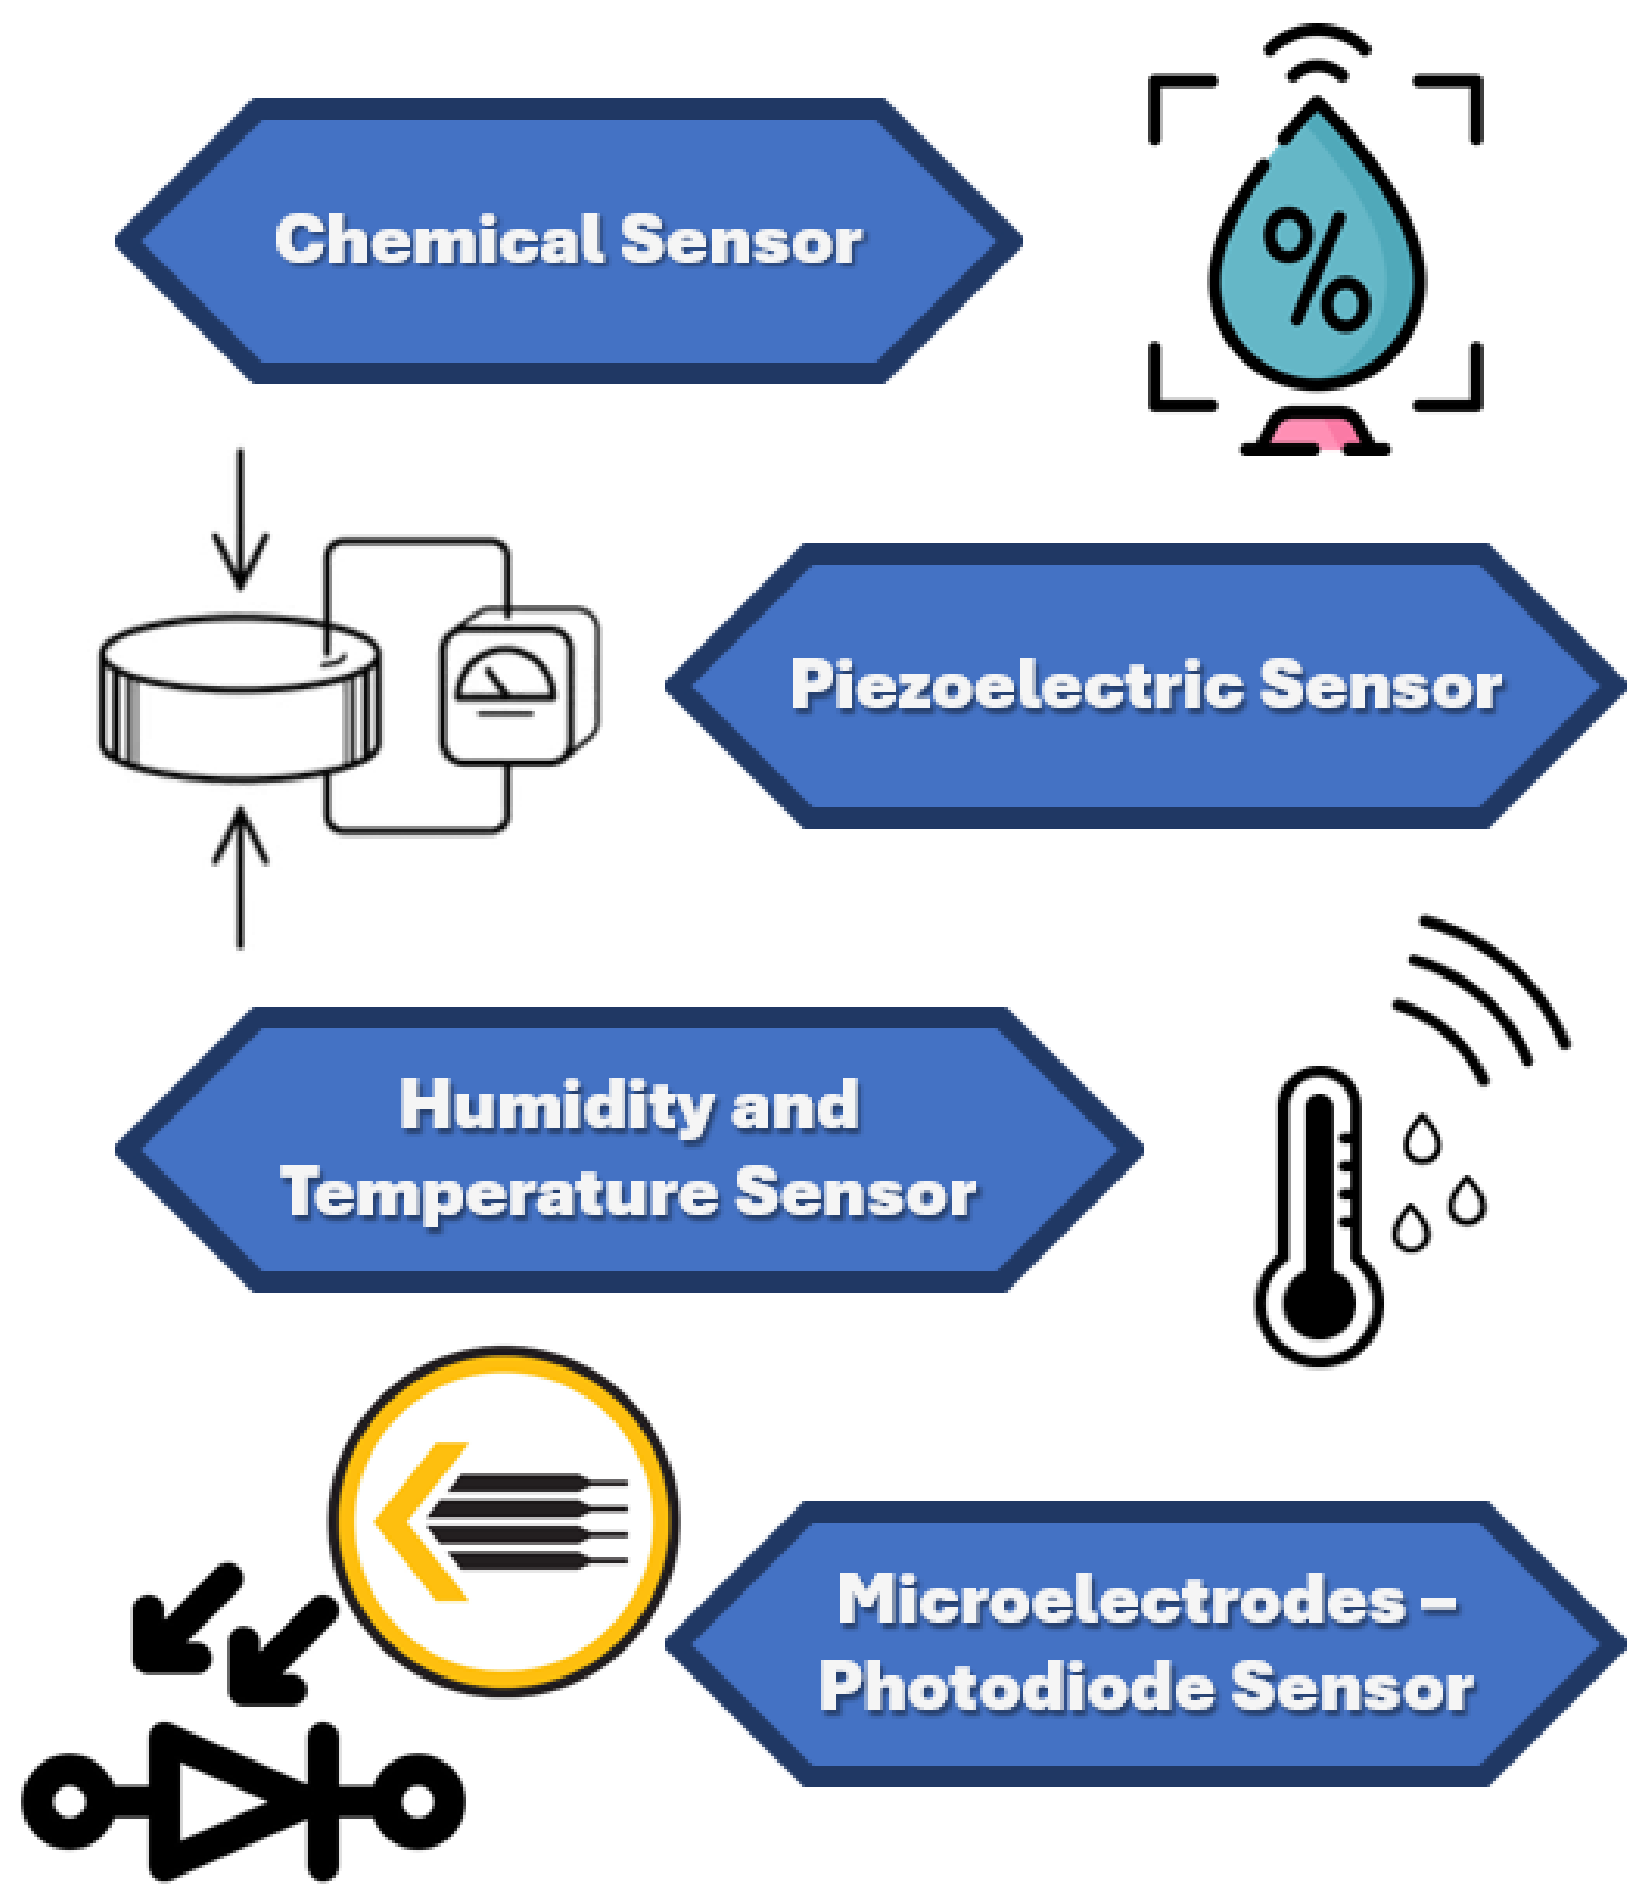 Chemical Sensor
%
Piezoelectric Sensor
Humidity and
Temperature Sensor
Microelectrodes –
Photodiode Sensor